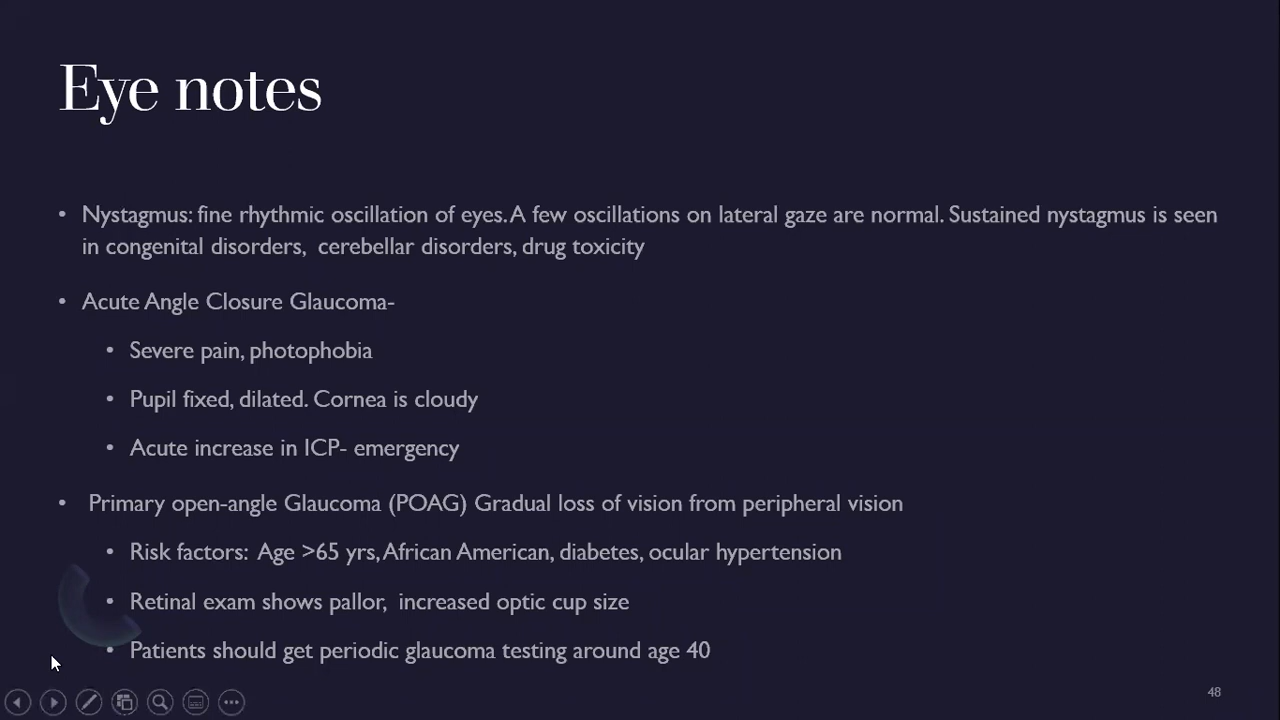 Eye notes
• Nystagmus: fine rhythmic oscillation of eyes. A few oscillations on lateral gaze are normal. Sustained nystagmus is seen
in congenital disorders,  cerebellar disorders, drug toxicity
• Acute Angle Closure Glaucoma-
• Severe pain, photophobia
• Pupil fixed, dilated. Cornea is cloudy
• Acute increase in ICP- emergency
• Primary open-angle Glaucoma (POAG) Gradual loss of vision from peripheral vision
• Risk factors:  Age >65 yrs, African American, diabetes, ocular hypertension
• Retinal exam shows pallor,  increased optic cup size
• Patients should get periodic glaucoma testing around age 40
48